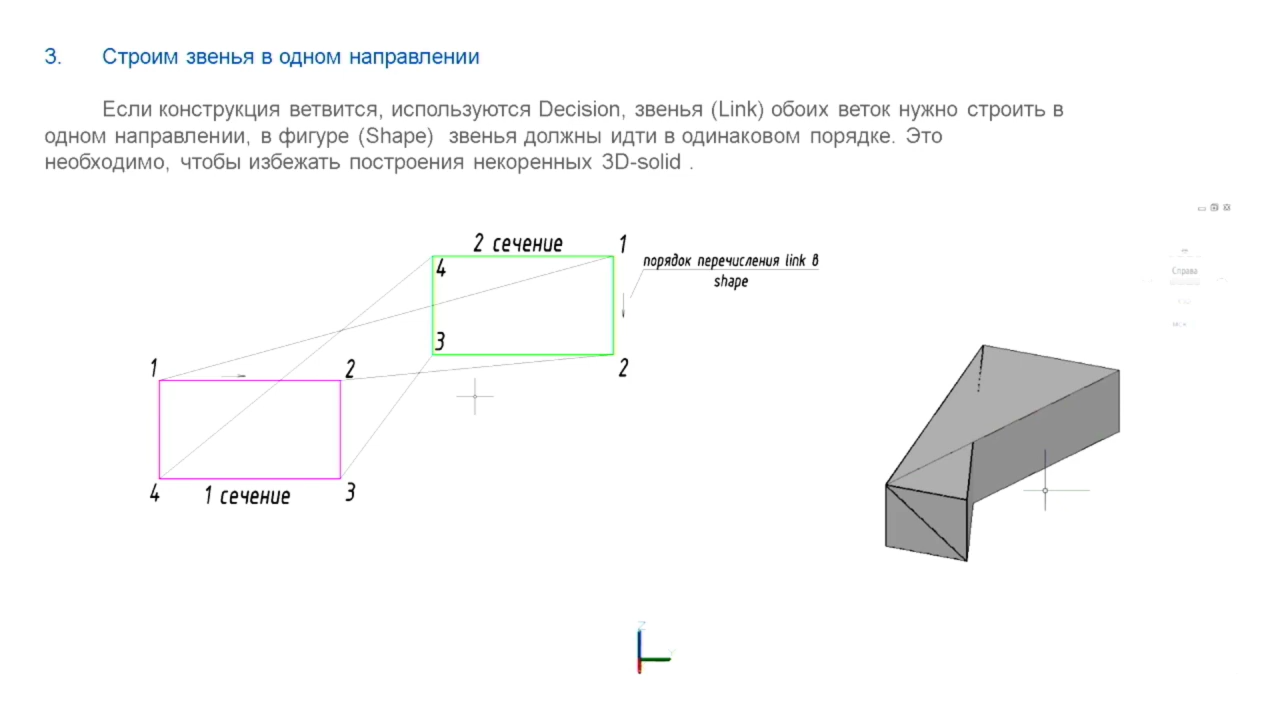 3. Строим звенья в одном направлении
Если конструкция ветвится, используются Decision, звенья (Link) обоих веток нужно строить в
одном направлении, в фигуре (Shape) звенья должны идти в одинаковом порядке. Это
необходимо, чтобы избежать построения некоренных 3D-solid .
2 сечение
1
4
порядок перечисления link в
shape
3
2
1
2
4
1 сечение
3
Справа
Z
Y